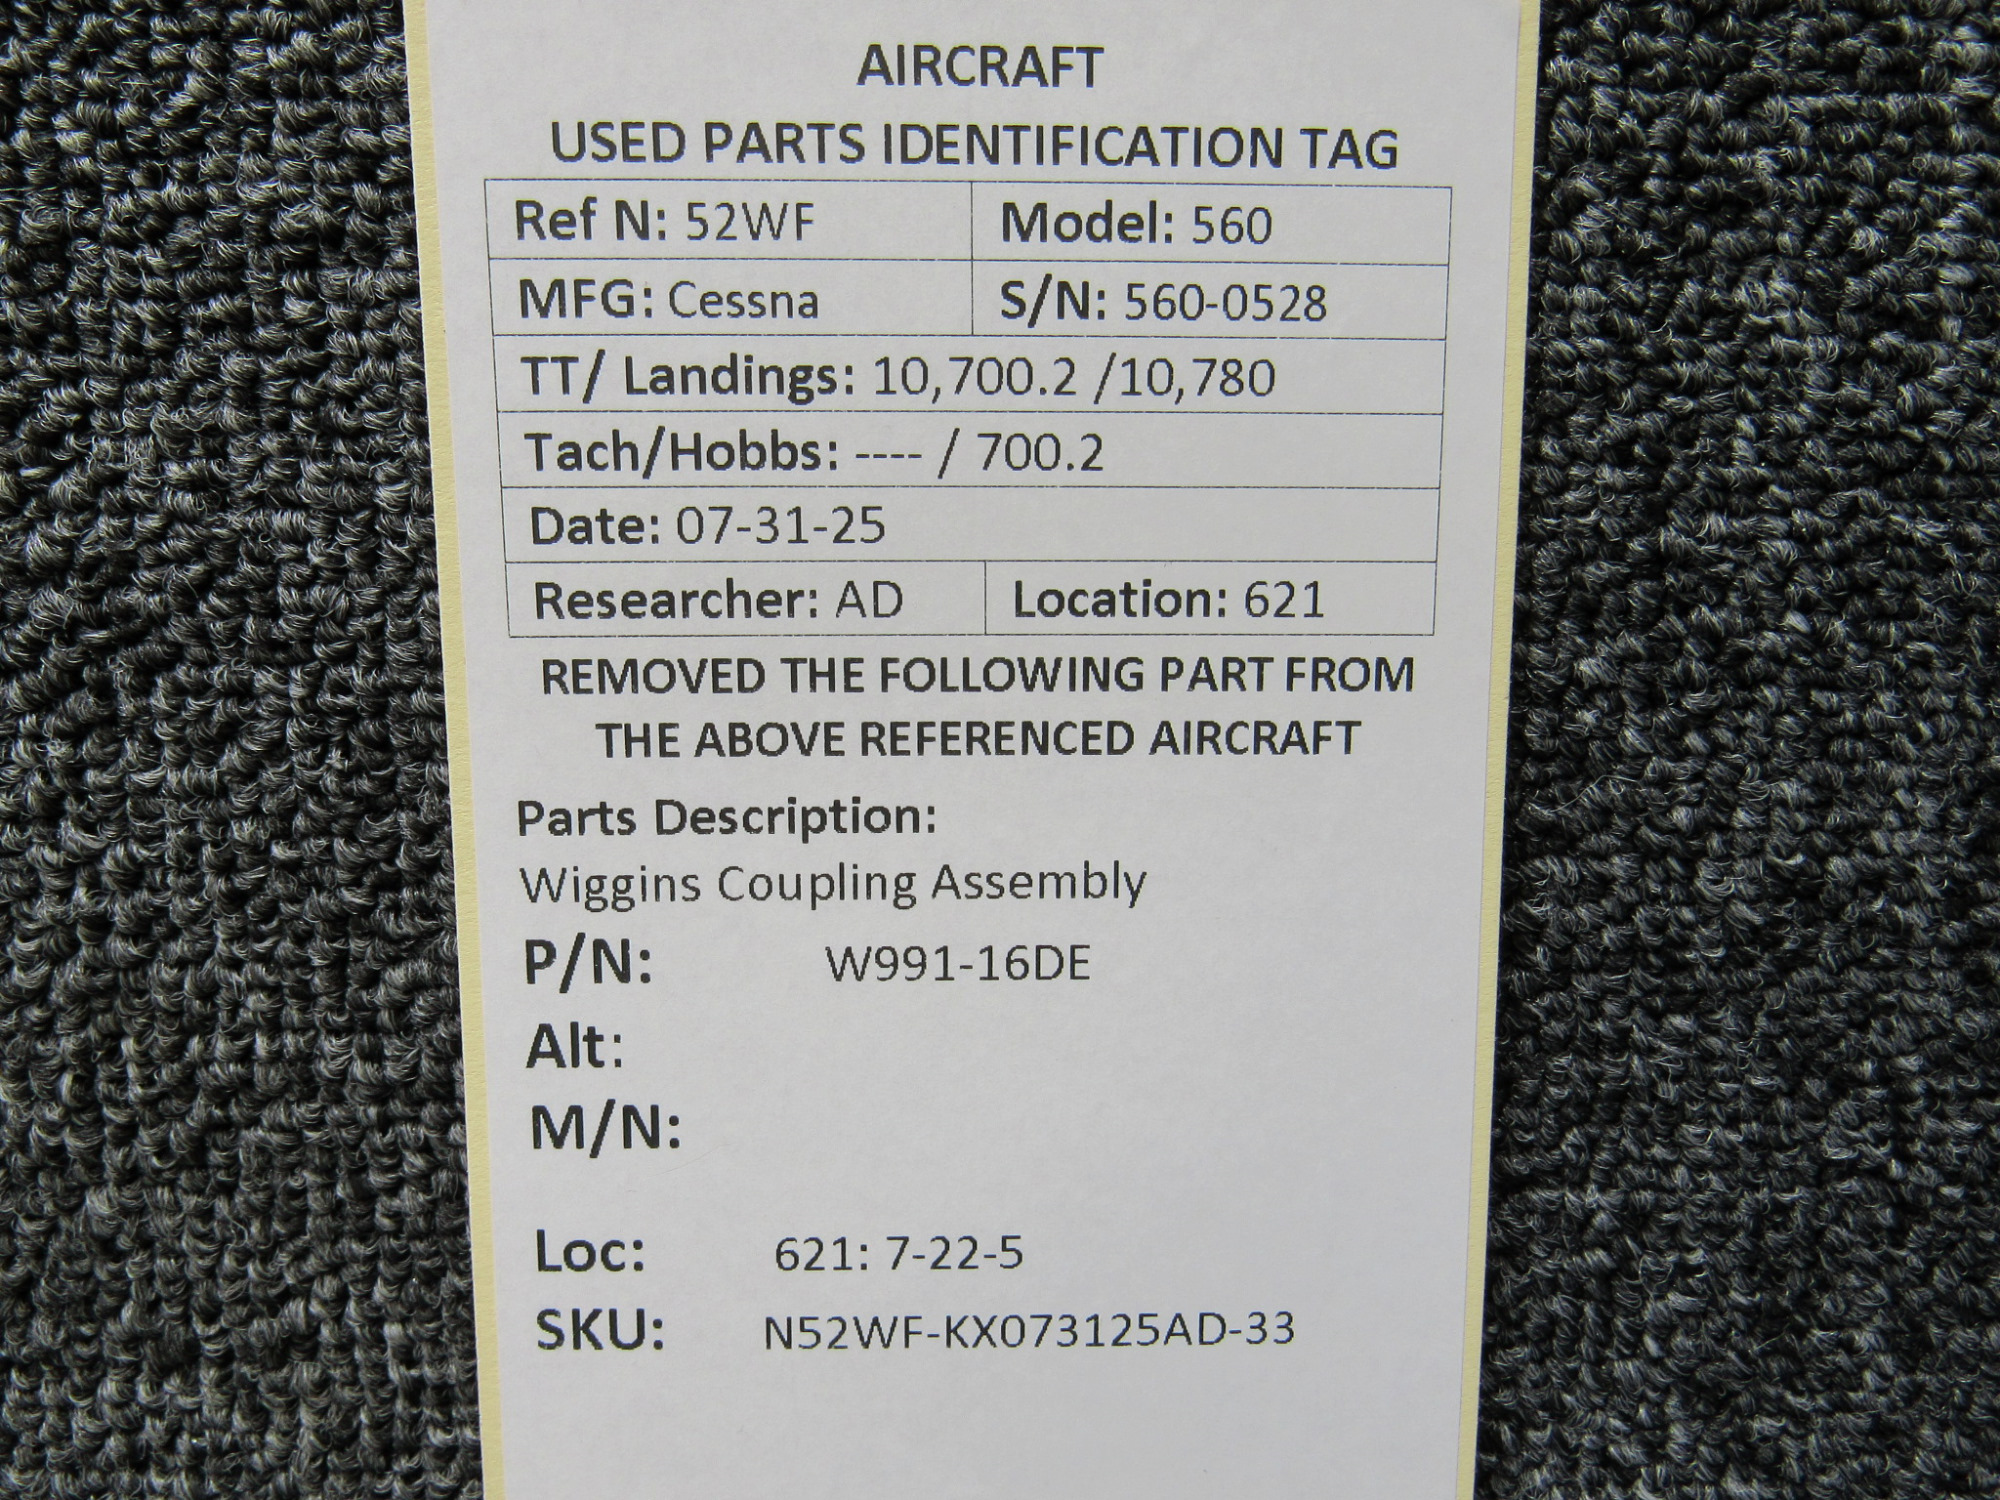 AIRCRAFT
USED PARTS IDENTIFICATION TAG
Ref N: 52WF Model: 560
MFG: Cessna S/N: 560-0528
TT/ Landings: 10,700.2 /10,780
Tach/Hobbs: ---- / 700.2
Date: 07-31-25
Researcher: AD Location: 621
REMOVED THE FOLLOWING PART FROM
THE ABOVE REFERENCED AIRCRAFT
Parts Description:
Wiggins Coupling Assembly
P/N: W991-16DE
Alt:
M/N:
Loc: 621: 7-22-5
SKU: N52WF-KX073125AD-33